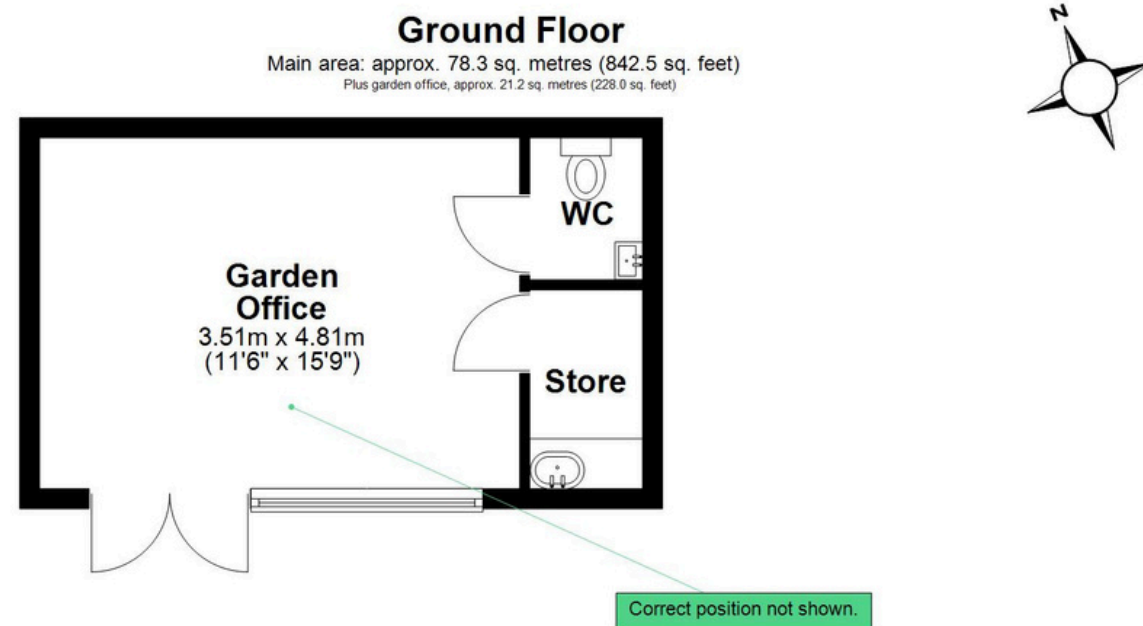 Ground Floor
Main area: approx. 78.3 sq. metres (842.5 sq. feet)
Plus garden office, approx. 21.2 sq. metres (228.0 sq. feet)
N
WC
Garden
Office
3.51m x 4.81m
(11'6" x 15'9")
Store
Correct position not shown.